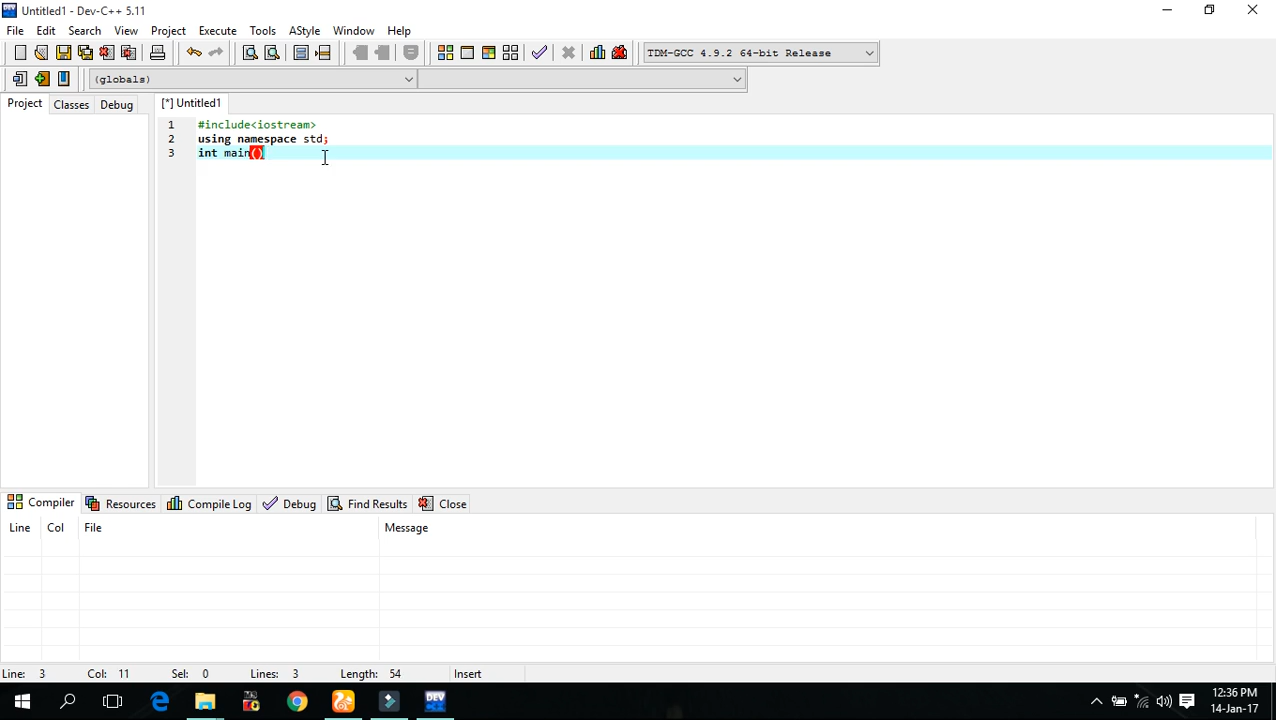 Untitled1 - Dev-C++ 5.11
File Edit Search View Project Execute Tools AStyle Window Help
TDM-GCC 4.9.2 64-bit Release
(globals)
Project Classes Debug [*] Untitled1
1 #include<iostream>
2 using namespace std;
3 int main()
Compiler Resources Compile Log Debug Find Results Close
Line Col File Message
Line: 3 Col: 11 Sel: 0 Lines: 3 Length: 54 Insert
DEV
12:36 PM
14-Jan-17